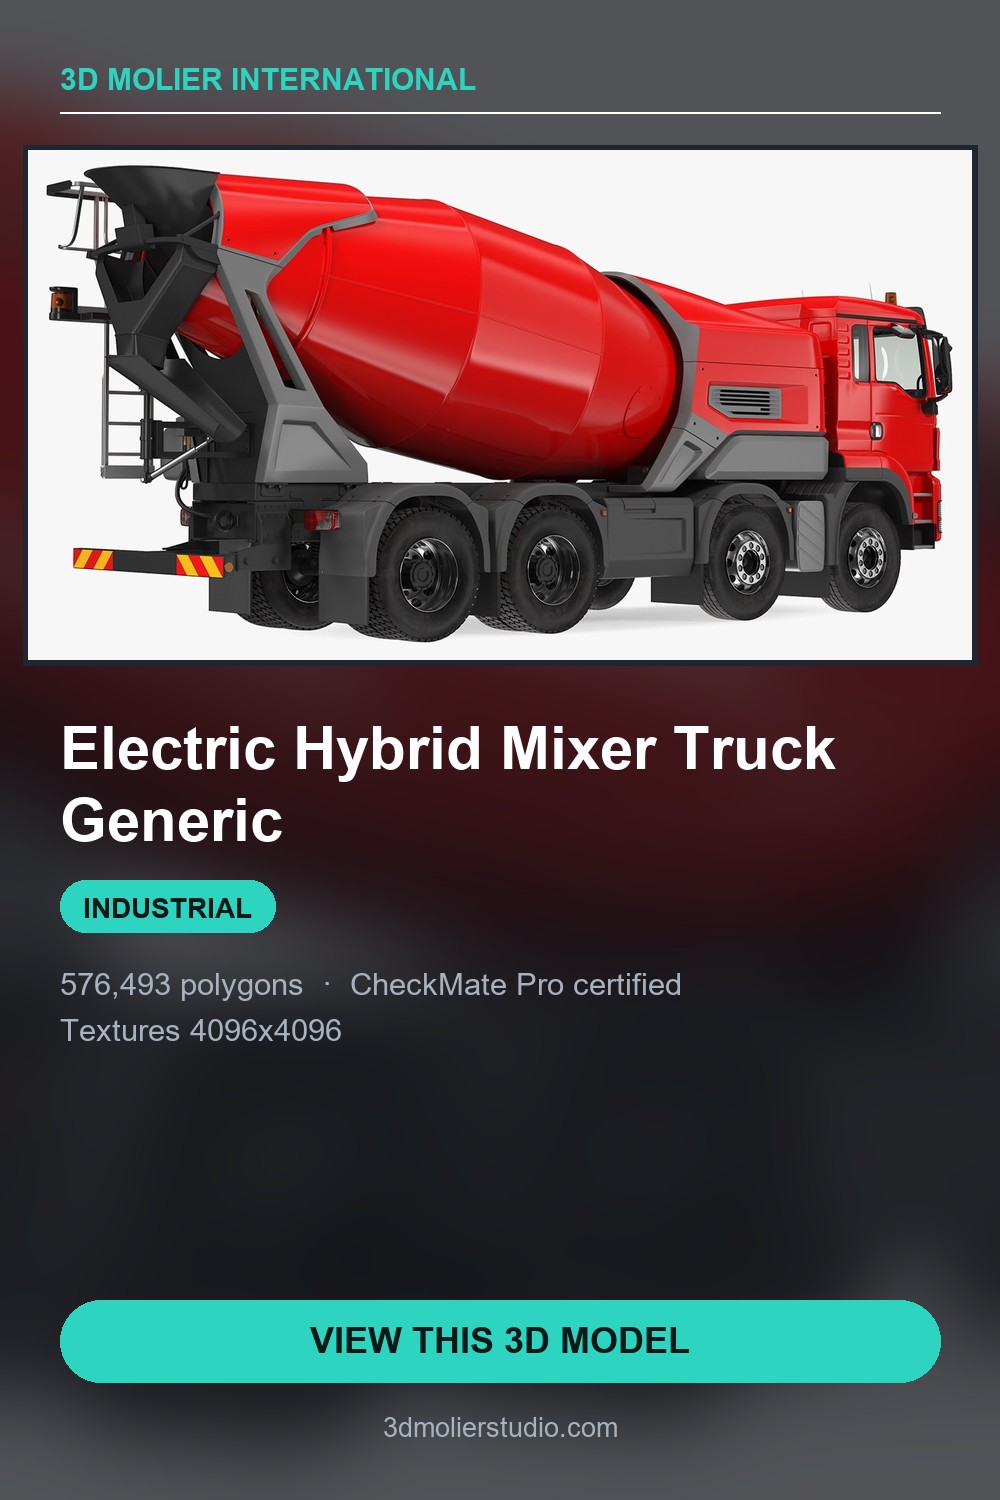 3D MOLIER INTERNATIONAL
Electric Hybrid Mixer Truck
Generic
INDUSTRIAL
576,493 polygons · CheckMate Pro certified
Textures 4096x4096
VIEW THIS 3D MODEL
3dmolierstudio.com